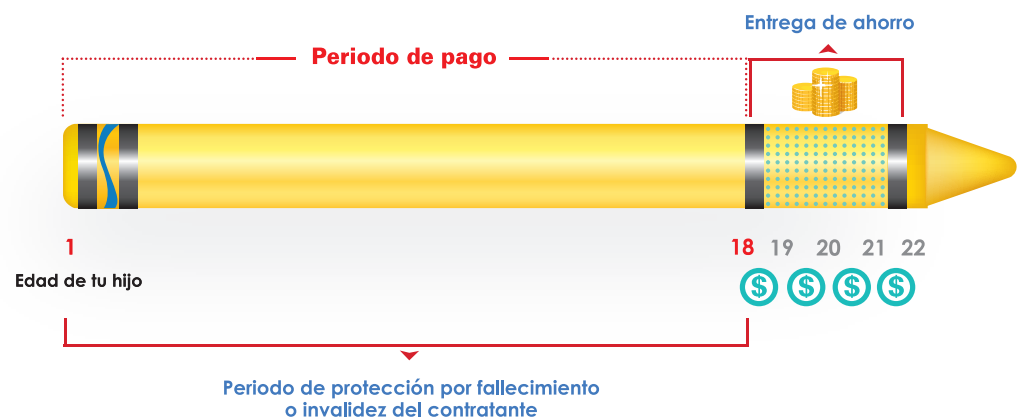 Entrega de ahorro
Periodo de pago
1
18 19 20 21 22
Edad de tu hijo
$ $ $ $
Periodo de protección por fallecimiento
o invalidez del contratante